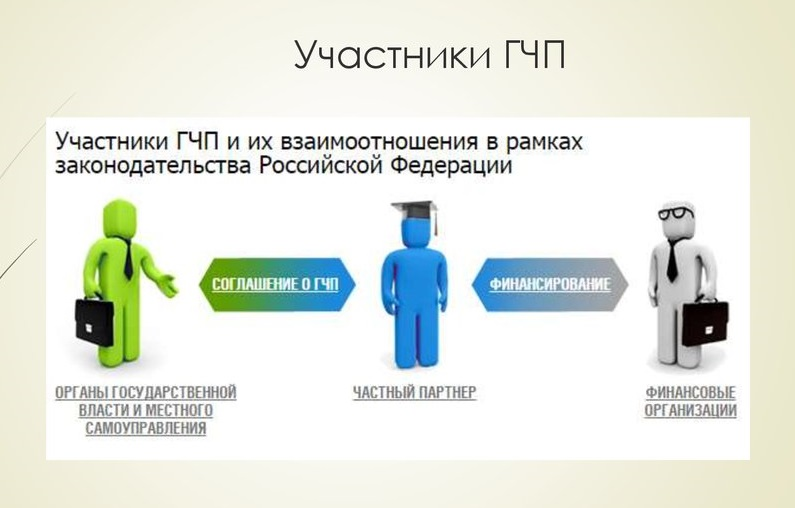 Участники ГЧП
Участники ГЧП и их взаимоотношения в рамках
законодательства Российской Федерации
СОГЛАШЕНИЕ О ГЧП
ФИНАНСИРОВАНИЕ
ОРГАНЫ ГОСУДАРСТВЕННОЙ
ВЛАСТИ И МЕСТНОГО
САМОУПРАВЛЕНИЯ
ЧАСТНЫЙ ПАРТНЕР
ФИНАНСОВЫЕ
ОРГАНИЗАЦИИ